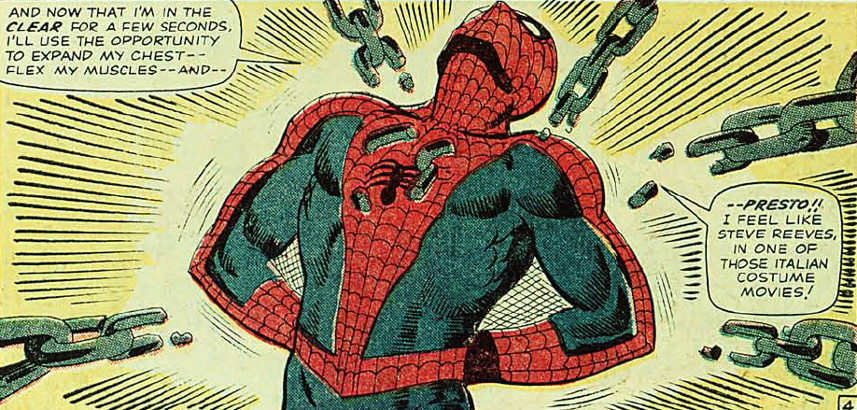 AND NOW THAT I'M IN THE
CLEAR FOR A FEW SECONDS,
I'LL USE THE OPPORTUNITY
TO EXPAND MY CHEST--
FLEX MY MUSCLES--AND--
--PRESTO!!
I FEEL LIKE
STEVE REEVES,
IN ONE OF
THOSE ITALIAN
COSTUME
MOVIES!
4